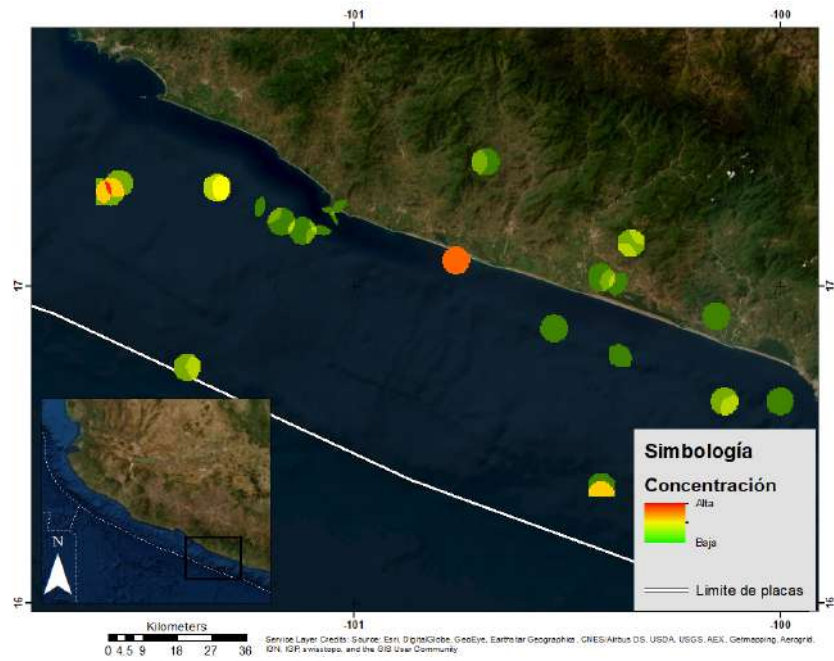 -101
-100
17
17
Simbología
Concentración
Alta
Baja
Limite de placas
N
16
16
-101
-100
Kilometers
0 4.5 9 18 27 36
Service Layer Credits: Source: Esri, DigitalGlobe, GeoEye, Earthstar Geographics, CNES/Airbus DS, USDA, USGS, AEX, Getmapping, Aerogrid,
IGN, IGP, swisstopo, and the GIS User Community